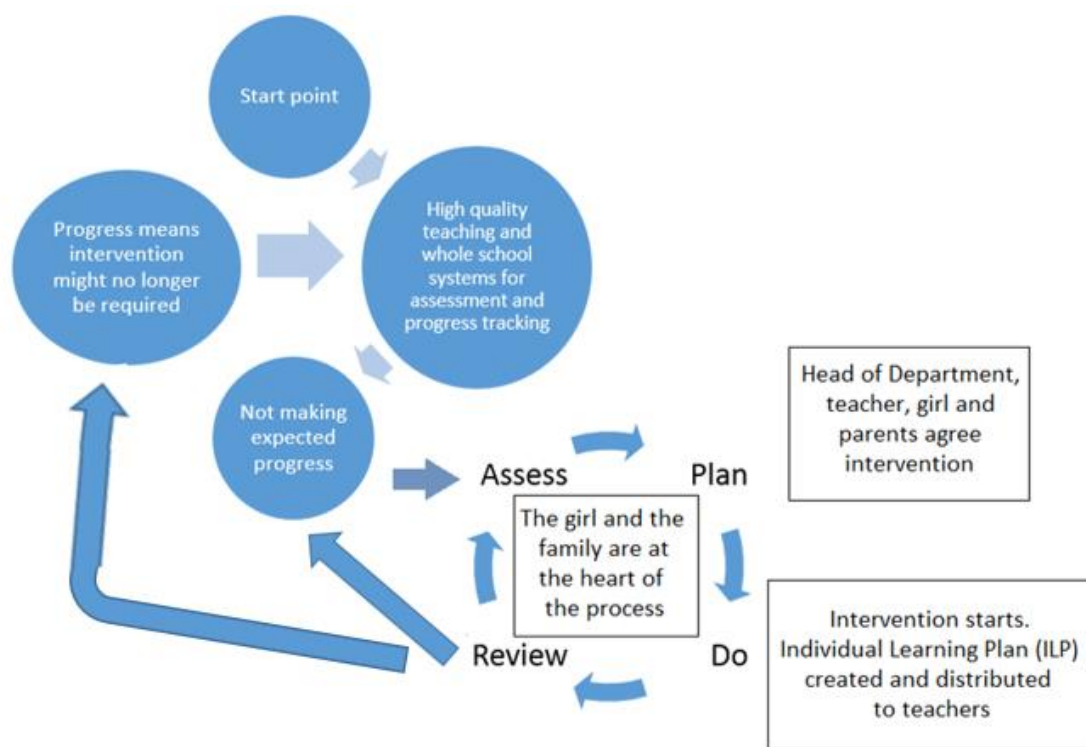 Start point
Progress means
intervention
might no longer
be required
High quality
teaching and
whole school
systems for
assessment and
progress tracking
Not making
expected
progress
Head of Department,
teacher, girl and
parents agree
intervention
Assess
Plan
The girl and the
family are at
the heart of
the process
Review
Do
Intervention starts.
Individual Learning Plan (ILP)
created and distributed
to teachers